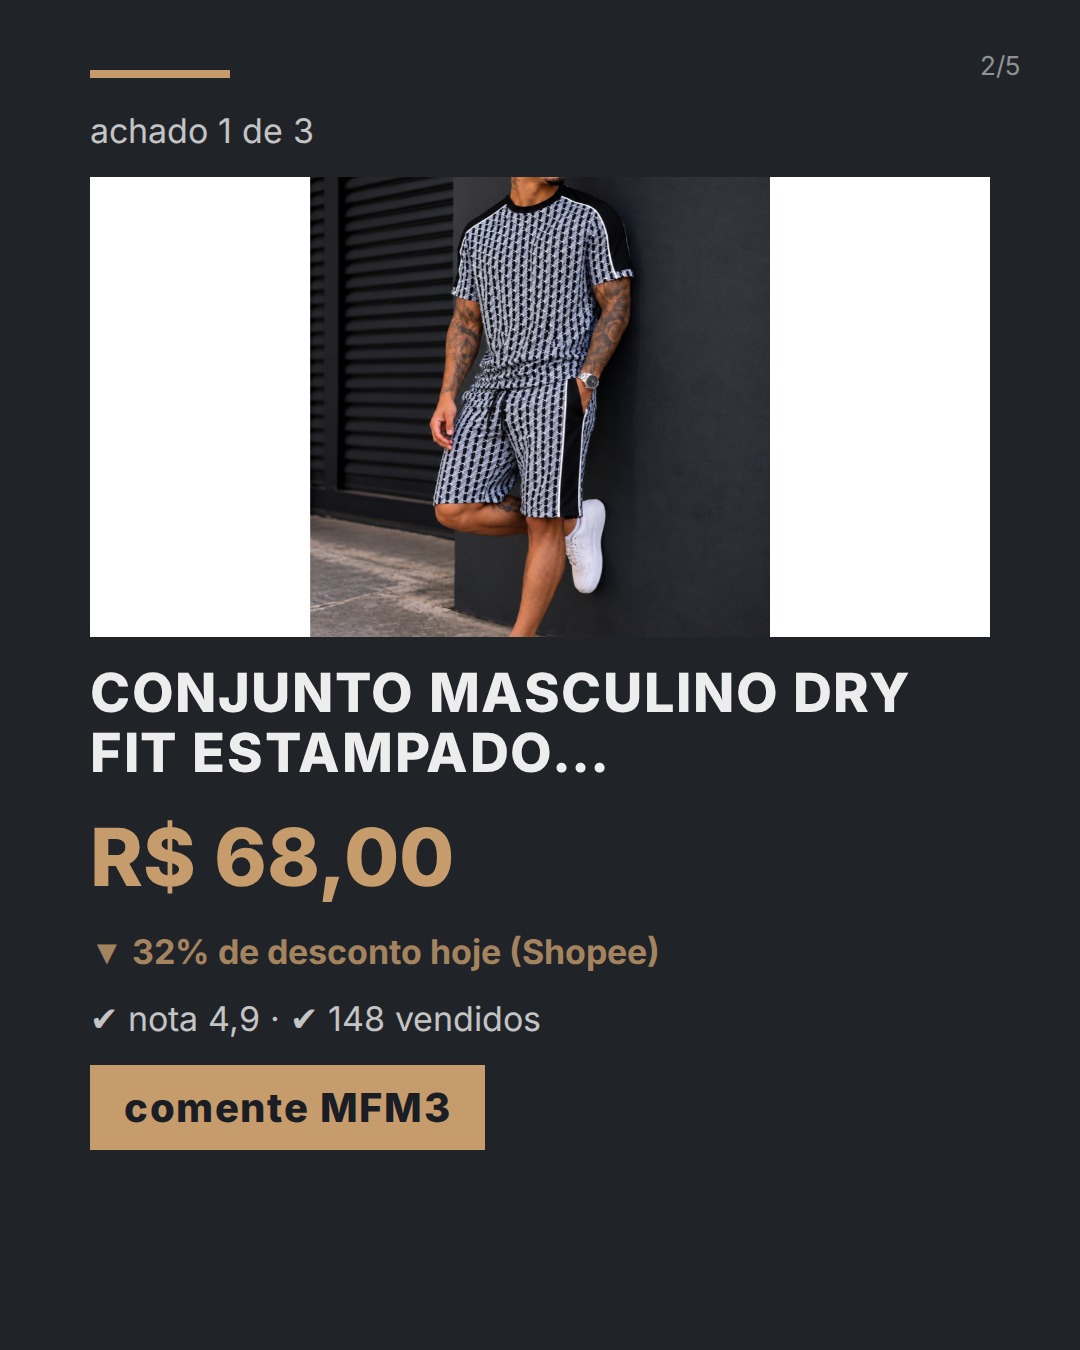 2/5
achado 1 de 3
CONJUNTO MASCULINO DRY
FIT ESTAMPADO...
R$ 68,00
▼ 32% de desconto hoje (Shopee)
✔ nota 4,9 · ✔ 148 vendidos
comente MFM3